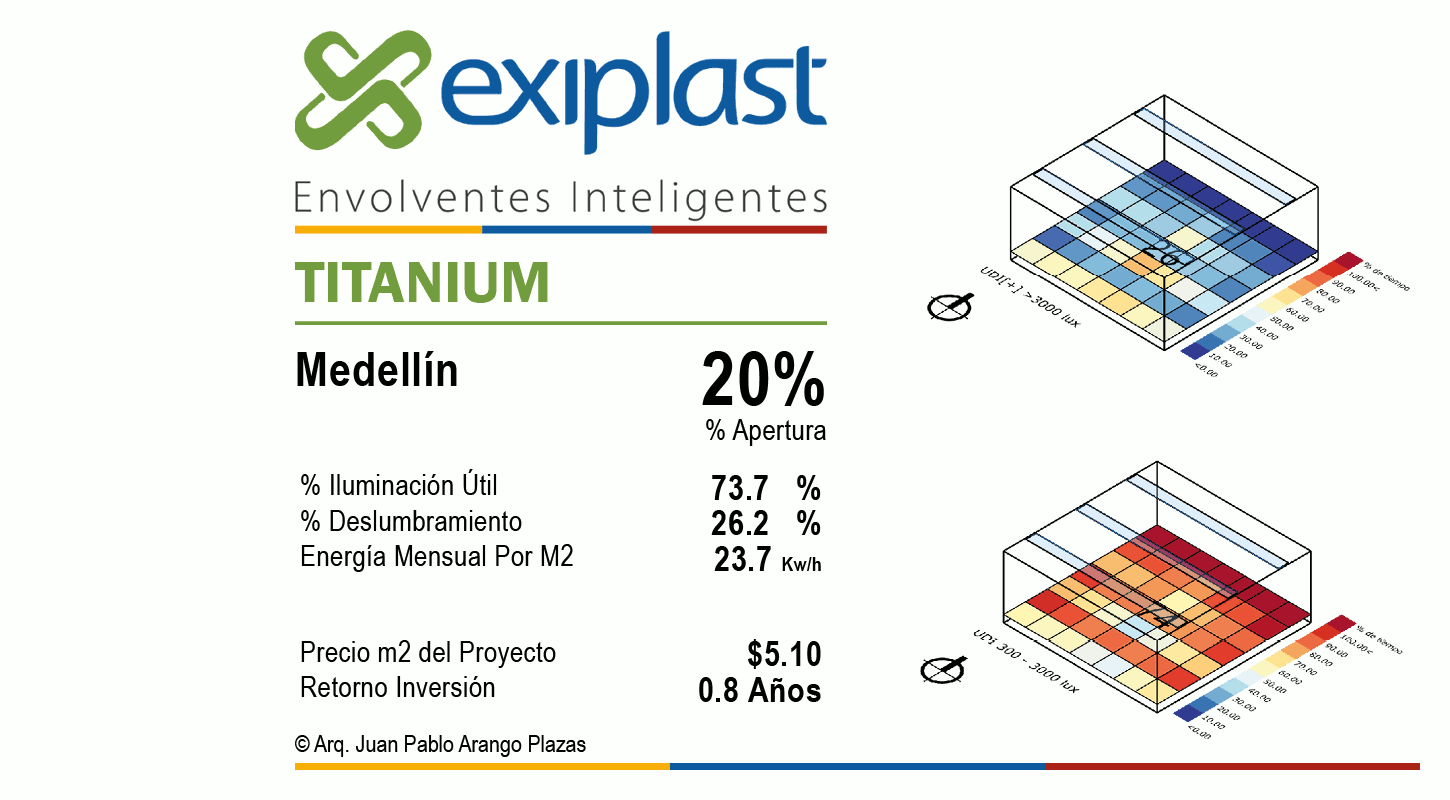 exiplast
Envolventes Inteligentes
TITANIUM
Medellín
20%
% Apertura
% Iluminación Útil 73.7 %
% Deslumbramiento 26.2 %
Energía Mensual Por M2 23.7 Kw/h
Precio m2 del Proyecto $5.10
Retorno Inversión 0.8 Años
© Arq. Juan Pablo Arango Plazas
26
UDI[+] >3000 lux
% de tiempo
100.00<
90.00
80.00
70.00
60.00
50.00
40.00
30.00
20.00
10.00
<0.00
74
UDi 300 - 3000 lux
% de tiempo
100.00<
90.00
80.00
70.00
60.00
50.00
40.00
30.00
20.00
10.00
<0.00